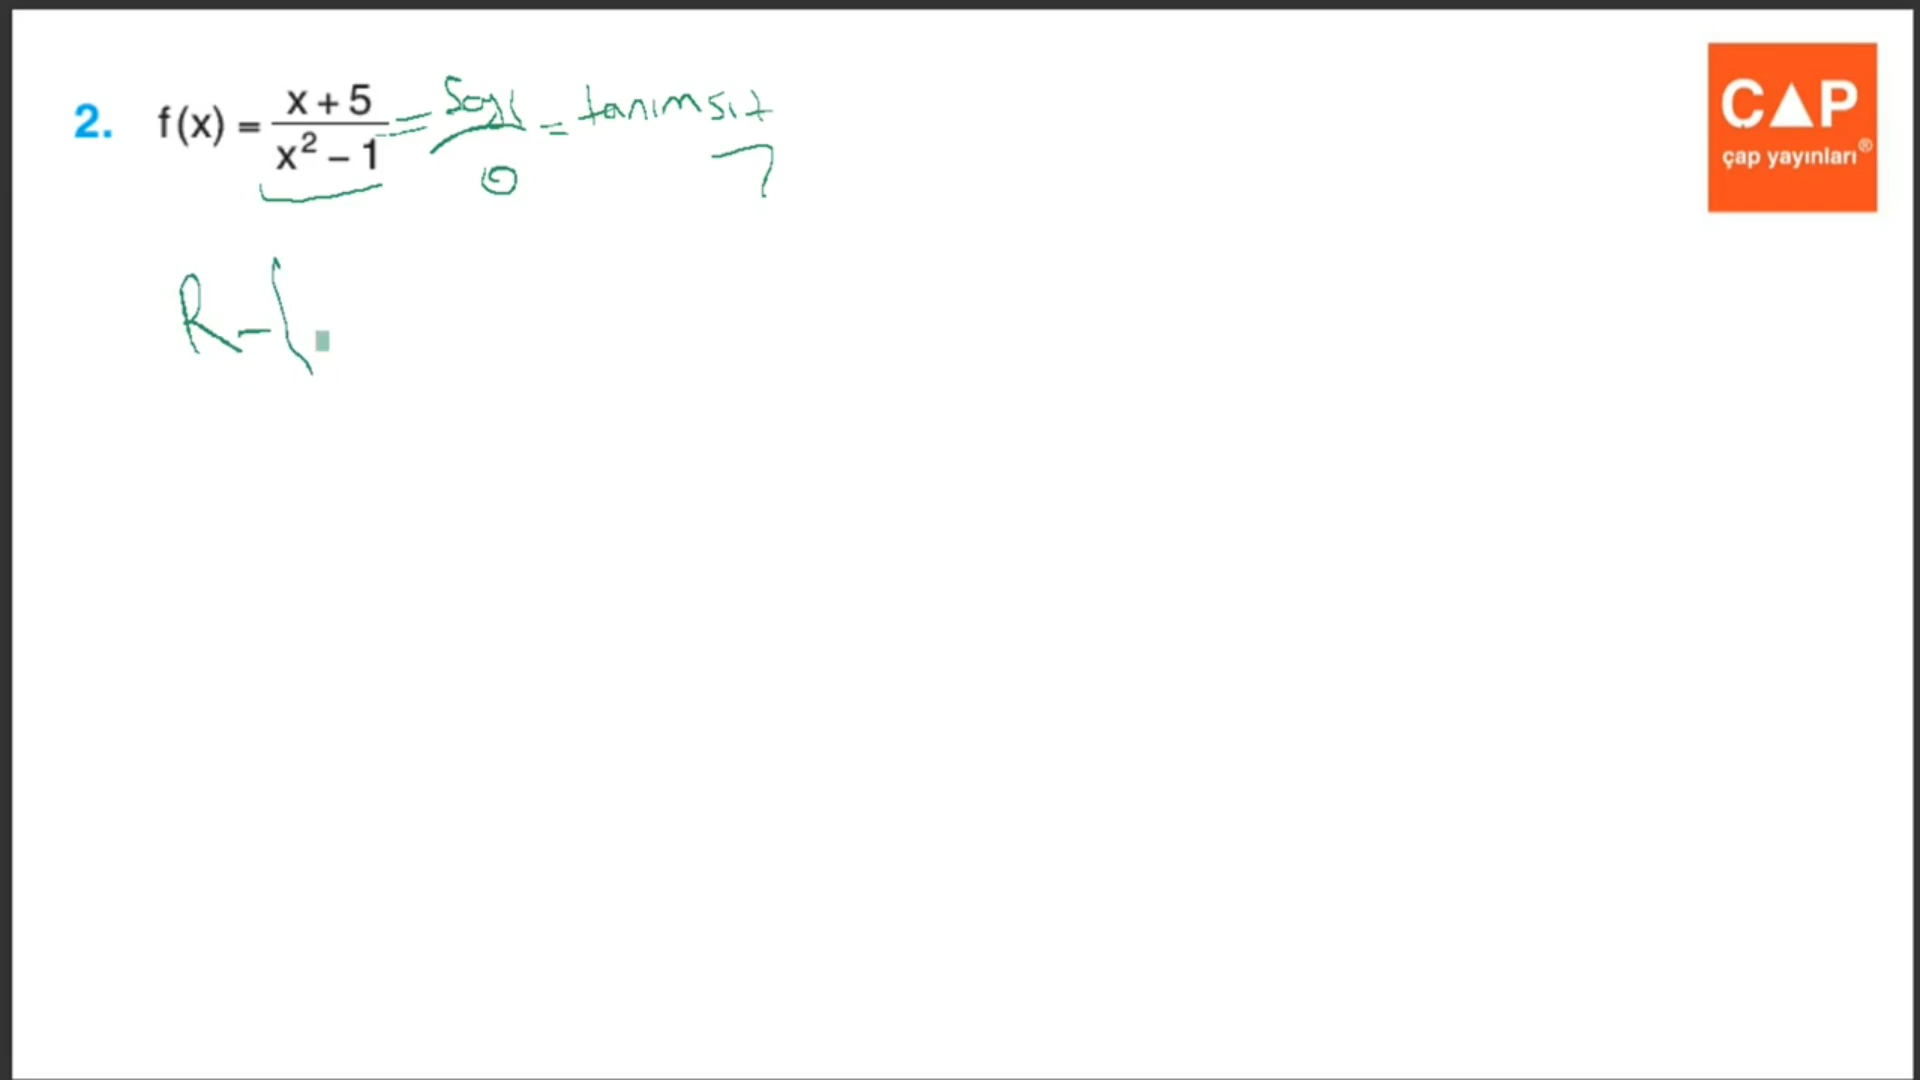 2. f(x) = x + 5 / x² – 1 = Sayı / 0 = tanımsız
R – {
ÇAP
çap yayınları®